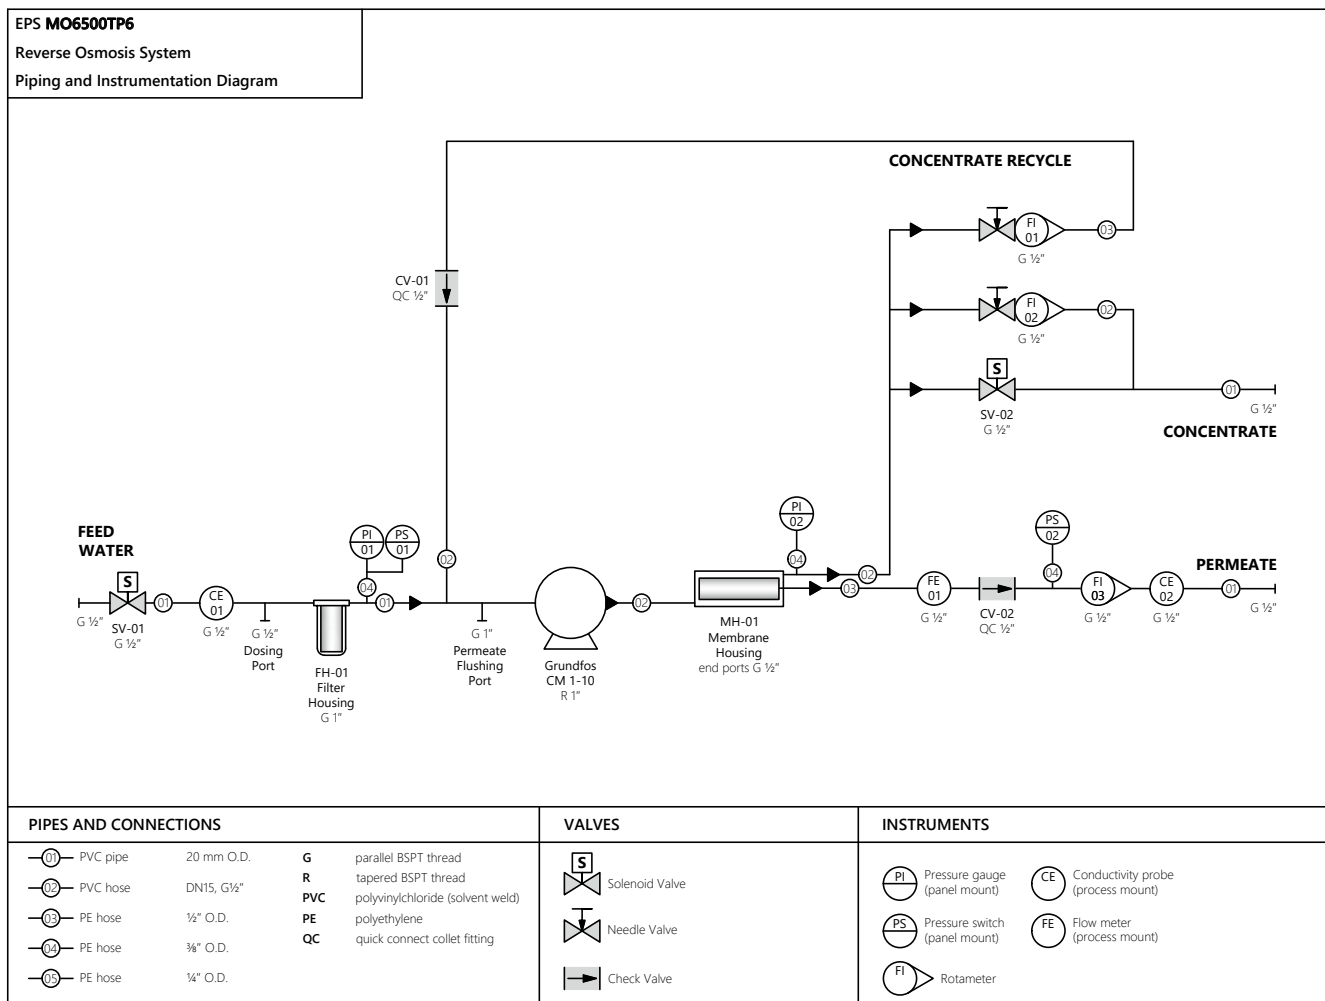 EPS MO6500TP6
Reverse Osmosis System
Piping and Instrumentation Diagram
CONCENTRATE RECYCLE
FI
01
G ½"
03
CV-01
QC ½"
FI
02
G ½"
02
S
SV-02
G ½"
01
G ½"
CONCENTRATE
FEED
WATER
G ½"
S
SV-01
G ½"
01
CE
01
G ½"
G ½"
Dosing
Port
FH-01
Filter
Housing
G 1"
PI
01
PS
01
04
01
02
G 1"
Permeate
Flushing
Port
Grundfos
CM 1-10
R 1"
02
MH-01
Membrane
Housing
end ports G ½"
PI
02
04
02
03
FE
01
G ½"
CV-02
QC ½"
PS
02
04
FI
03
G ½"
CE
02
G ½"
PERMEATE
01
G ½"
PIPES AND CONNECTIONS
01 PVC pipe 20 mm O.D.
02 PVC hose DN15, G½"
03 PE hose ½" O.D.
04 PE hose ⅜" O.D.
05 PE hose ¼" O.D.
G parallel BSPT thread
R tapered BSPT thread
PVC polyvinylchloride (solvent weld)
PE polyethylene
QC quick connect collet fitting
VALVES
S Solenoid Valve
Needle Valve
Check Valve
INSTRUMENTS
PI Pressure gauge
(panel mount)
PS Pressure switch
(panel mount)
FI Rotameter
CE Conductivity probe
(process mount)
FE Flow meter
(process mount)